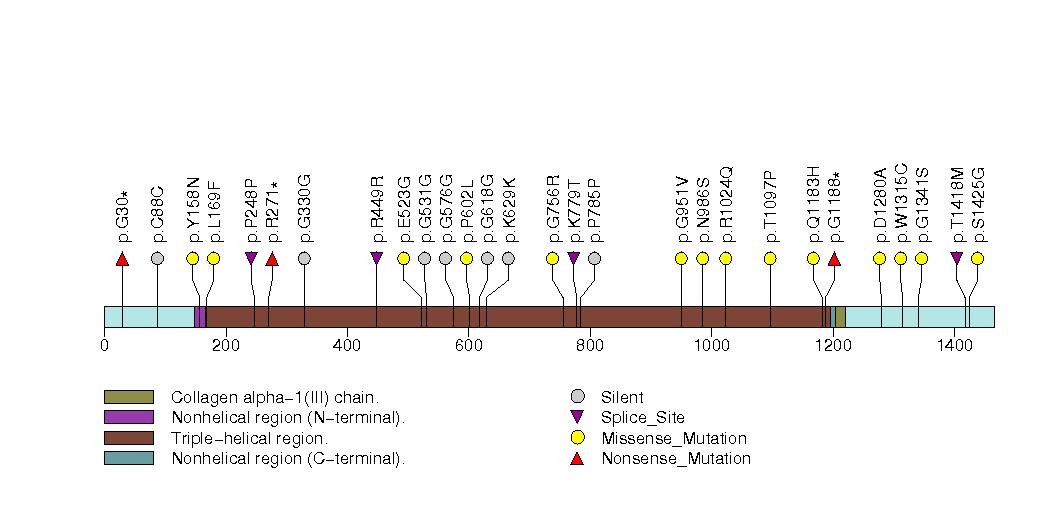 p.G30*
p.C88C
p.Y158N
p.L169F
p.P248P
p.R271*
p.G330G
p.R449R
p.E523G
p.G531G
p.G576G
p.P602L
p.G618G
p.K629K
p.G756R
p.K779T
p.P785P
p.G951V
p.N986S
p.R1024Q
p.T1097P
p.Q1183H
p.G1188*
p.D1280A
p.W1315C
p.G1341S
p.T1418M
p.S1425G
0 200 400 600 800 1000 1200 1400
Collagen alpha−1(III) chain.
Nonhelical region (N−terminal).
Triple−helical region.
Nonhelical region (C−terminal).
Silent
Splice_Site
Missense_Mutation
Nonsense_Mutation